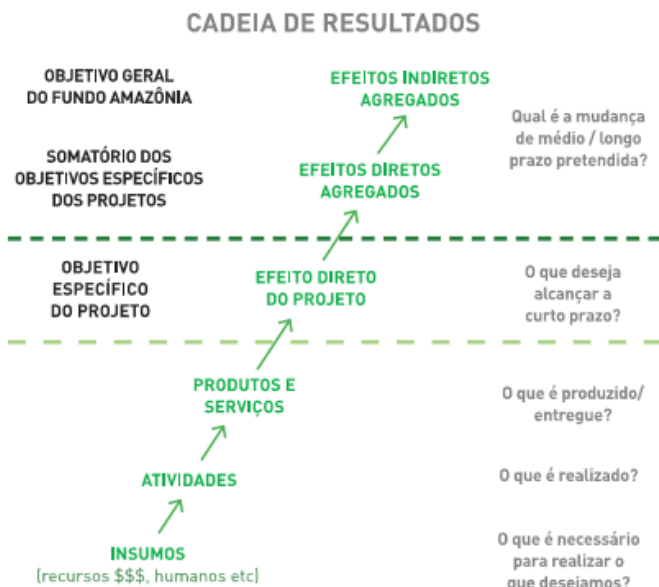 CADEIA DE RESULTADOS
OBJETIVO GERAL
DO FUNDO AMAZÔNIA
EFEITOS INDIRETOS
AGREGADOS
Qual é a mudança
de médio / longo
prazo pretendida?
SOMATÓRIO DOS
OBJETIVOS ESPECÍFICOS
DOS PROJETOS
EFEITOS DIRETOS
AGREGADOS
OBJETIVO
ESPECÍFICO
DO PROJETO
EFEITO DIRETO
DO PROJETO
O que deseja
alcançar a
curto prazo?
PRODUTOS E
SERVIÇOS
O que é produzido/
entregue?
ATIVIDADES
O que é realizado?
INSUMOS
(recursos $$$, humanos etc)
O que é necessário
para realizar o
que desejamos?